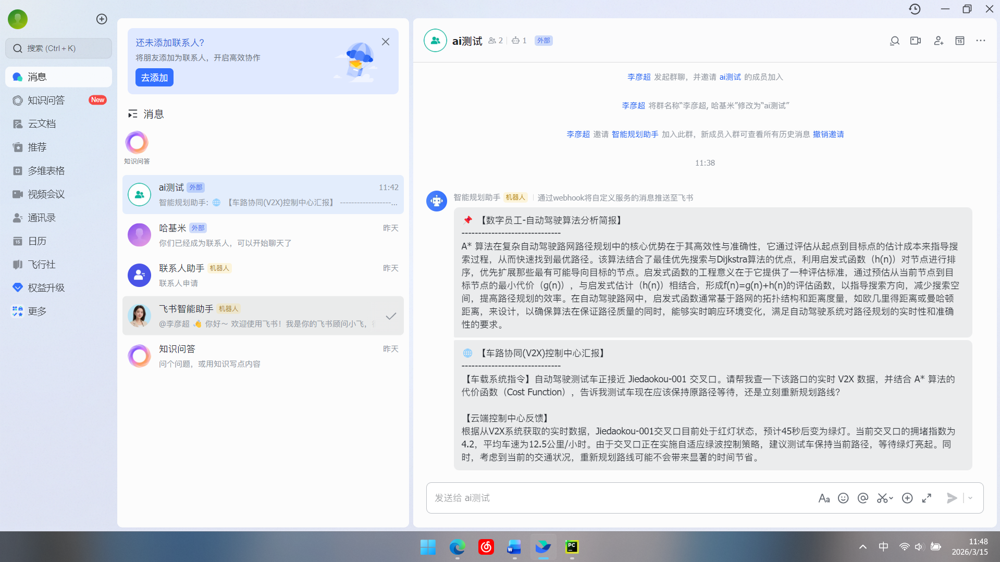 搜索 (Ctrl + K)
消息
知识问答
New
云文档
推荐
多维表格
视频会议
通讯录
15
日历
飞行社
权益升级
更多
还未添加联系人?
将朋友添加为联系人，开启高效协作
去添加
消息
知识问答
ai测试 外部 11:42
智能规划助手: 🌐 【车路协同(V2X)控制中心汇报】 ------------------...
哈基米 外部 昨天
你们已经成为联系人，可以开始聊天了
联系人助手 机器人 昨天
联系人申请
飞书智能助手 机器人
@李彦超 👋 你好～ 欢迎使用飞书！我是你的飞书顾问小飞，
知识问答 昨天
问个问题，或用知识写点内容
ai测试 2 1 外部
15
李彦超 发起群聊，并邀请 ai测试 的成员加入
李彦超 将群名称“李彦超, 哈基米”修改为“ai测试”
李彦超 邀请 智能规划助手 加入此群，新成员入群可查看所有历史消息 撤销邀请
11:38
智能规划助手 机器人 通过webhook将自定义服务的消息推送至飞书
📌 【数字员工-自动驾驶算法分析简报】
------------------------------
A* 算法在复杂自动驾驶路网路径规划中的核心优势在于其高效性与准确性，它通过评估从起点到目标点的估计成本来指导搜
索过程，从而快速找到最优路径。该算法结合了最佳优先搜索与Dijkstra算法的优点，利用启发式函数（h(n)）对节点进行排
序，优先扩展那些最有可能导向目标的节点。启发式函数的工程意义在于它提供了一种评估标准，通过预估从当前节点到目
标节点的最小代价（g(n)），与启发式估计（h(n)）相结合，形成f(n)=g(n)+h(n)的评估函数，以指导搜索方向，减少搜索空
间，提高路径规划的效率。在自动驾驶路网中，启发式函数通常基于路网的拓扑结构和距离度量，如欧几里得距离或曼哈顿
距离，来设计，以确保算法在保证路径质量的同时，能够实时响应环境变化，满足自动驾驶系统对路径规划的实时性和准确
性的要求。
🌐 【车路协同(V2X)控制中心汇报】
------------------------------
【车载系统指令】自动驾驶测试车正接近 Jiedaokou-001 交叉口。请帮我查一下该路口的实时 V2X 数据，并结合 A* 算法的
代价函数（Cost Function），告诉我测试车现在应该保持原路径等待，还是立刻重新规划路线？
【云端控制中心反馈】
根据从V2X系统获取的实时数据，Jiedaokou-001交叉口目前处于红灯状态，预计45秒后变为绿灯。当前交叉口的拥堵指数为
4.2，平均车速为12.5公里/小时。由于交叉口正在实施自适应绿波控制策略，建议测试车保持当前路径，等待绿灯亮起。同
时，考虑到当前的交通状况，重新规划路线可能不会带来显著的时间节省。
发送给 ai测试
Aa
W
PC
中
11:48
2026/3/15